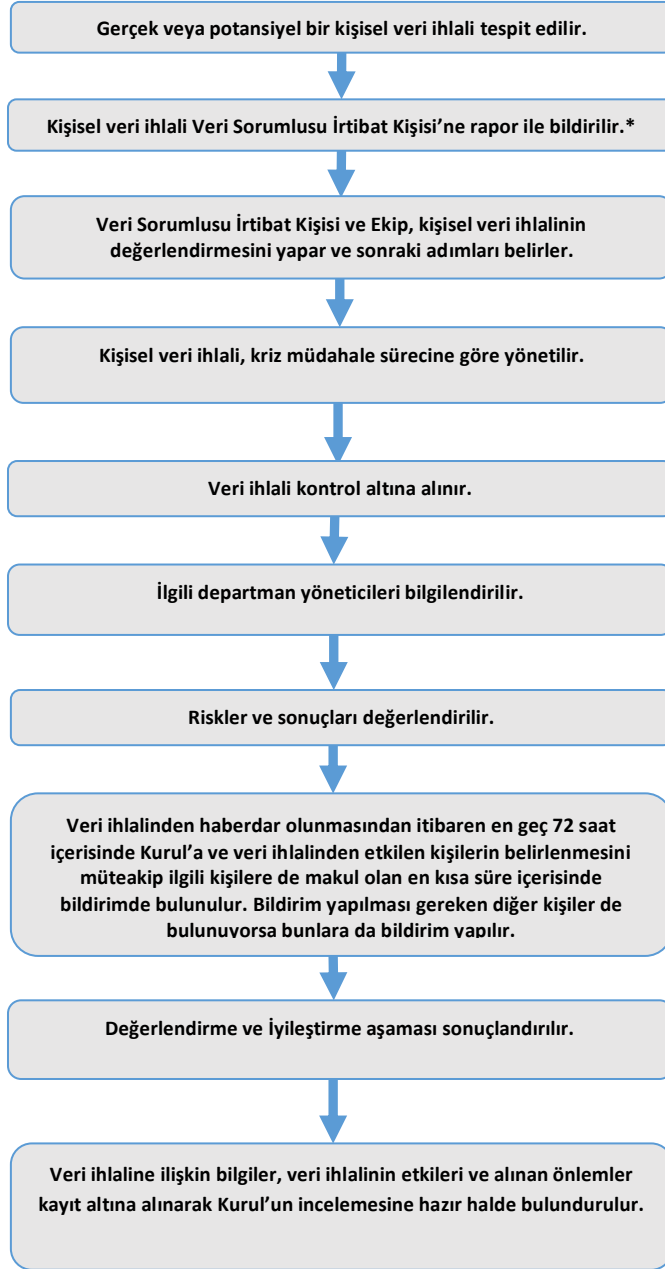 Gerçek veya potansiyel bir kişisel veri ihlali tespit edilir.
Kişisel veri ihlali Veri Sorumlusu İrtibat Kişisi’ne rapor ile bildirilir.*
Veri Sorumlusu İrtibat Kişisi ve Ekip, kişisel veri ihlalinin
değerlendirmesini yapar ve sonraki adımları belirler.
Kişisel veri ihlali, kriz müdahale sürecine göre yönetilir.
Veri ihlali kontrol altına alınır.
İlgili departman yöneticileri bilgilendirilir.
Riskler ve sonuçları değerlendirilir.
Veri ihlalinden haberdar olunmasından itibaren en geç 72 saat
içerisinde Kurul’a ve veri ihlalinden etkilen kişilerin belirlenmesini
müteakip ilgili kişilere de makul olan en kısa süre içerisinde
bildirimde bulunulur. Bildirim yapılması gereken diğer kişiler de
bulunuyorsa bunlara da bildirim yapılır.
Değerlendirme ve İyileştirme aşaması sonuçlandırılır.
Veri ihlaline ilişkin bilgiler, veri ihlalinin etkileri ve alınan önlemler
kayıt altına alınarak Kurul’un incelemesine hazır halde bulundurulur.